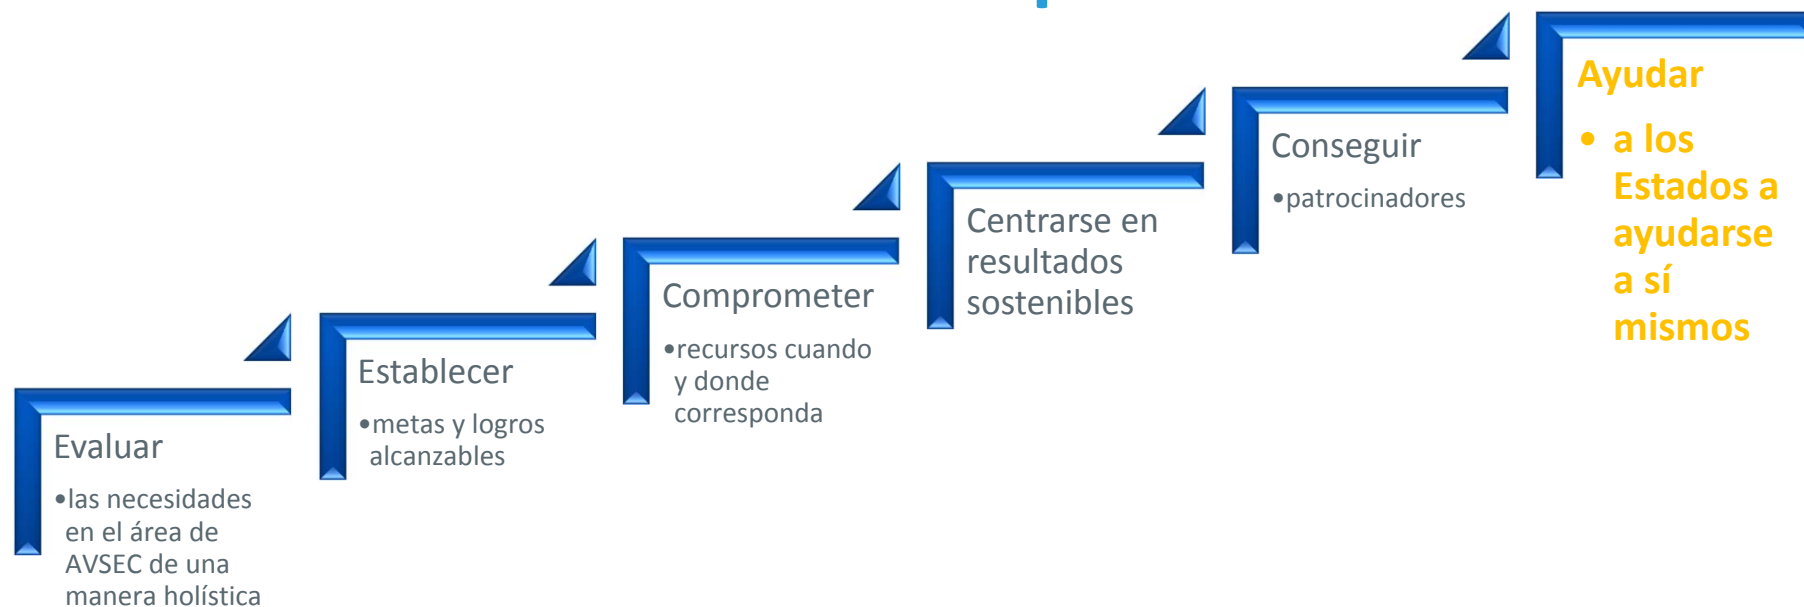 Evaluar
•las necesidades
en el área de
AVSEC de una
manera holística
Establecer
•metas y logros
alcanzables
Comprometer
•recursos cuando
y donde
corresponda
Centrarse en
resultados
sostenibles
Conseguir
•patrocinadores
Ayudar
• a los
Estados a
ayudarse
a sí
mismos